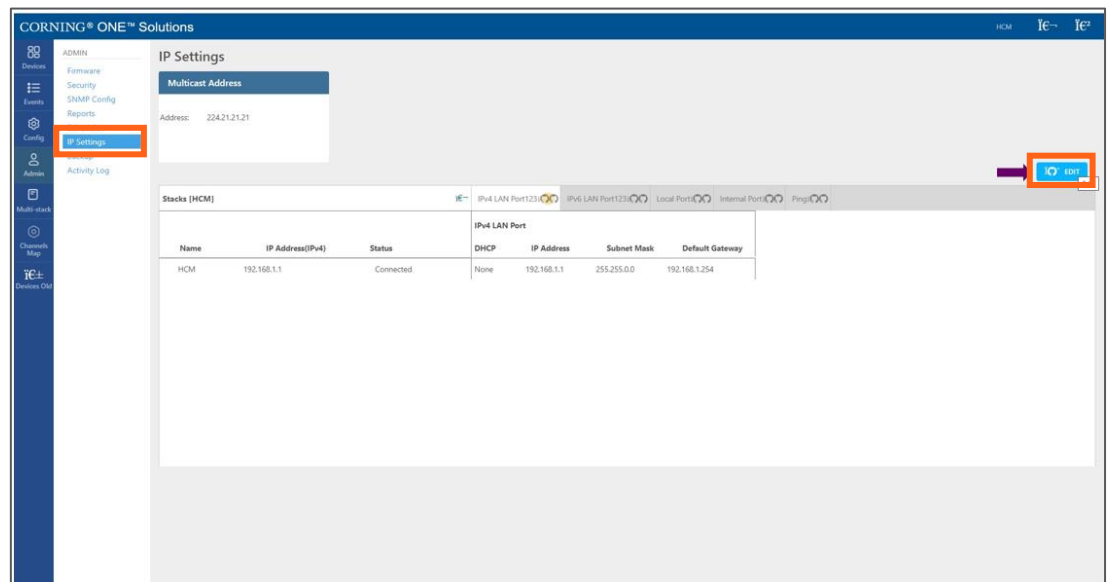 CORNING® ONE™ Solutions
HCM
Devices
Events
Config
Admin
Multi-stack
Channels
Map
ï€±
Devices Old
ADMIN
Firmware
Security
SNMP Config
Reports
IP Settings
Activity Log
IP Settings
Multicast Address
Address: 224.21.21.21
EDIT
Stacks [HCM]
IPv4 LAN Port123 IPv6 LAN Port123 Local Port Internal Port Ping
IPv4 LAN Port
Name IP Address(IPv4) Status DHCP IP Address Subnet Mask Default Gateway
HCM 192.168.1.1 Connected None 192.168.1.1 255.255.0.0 192.168.1.254